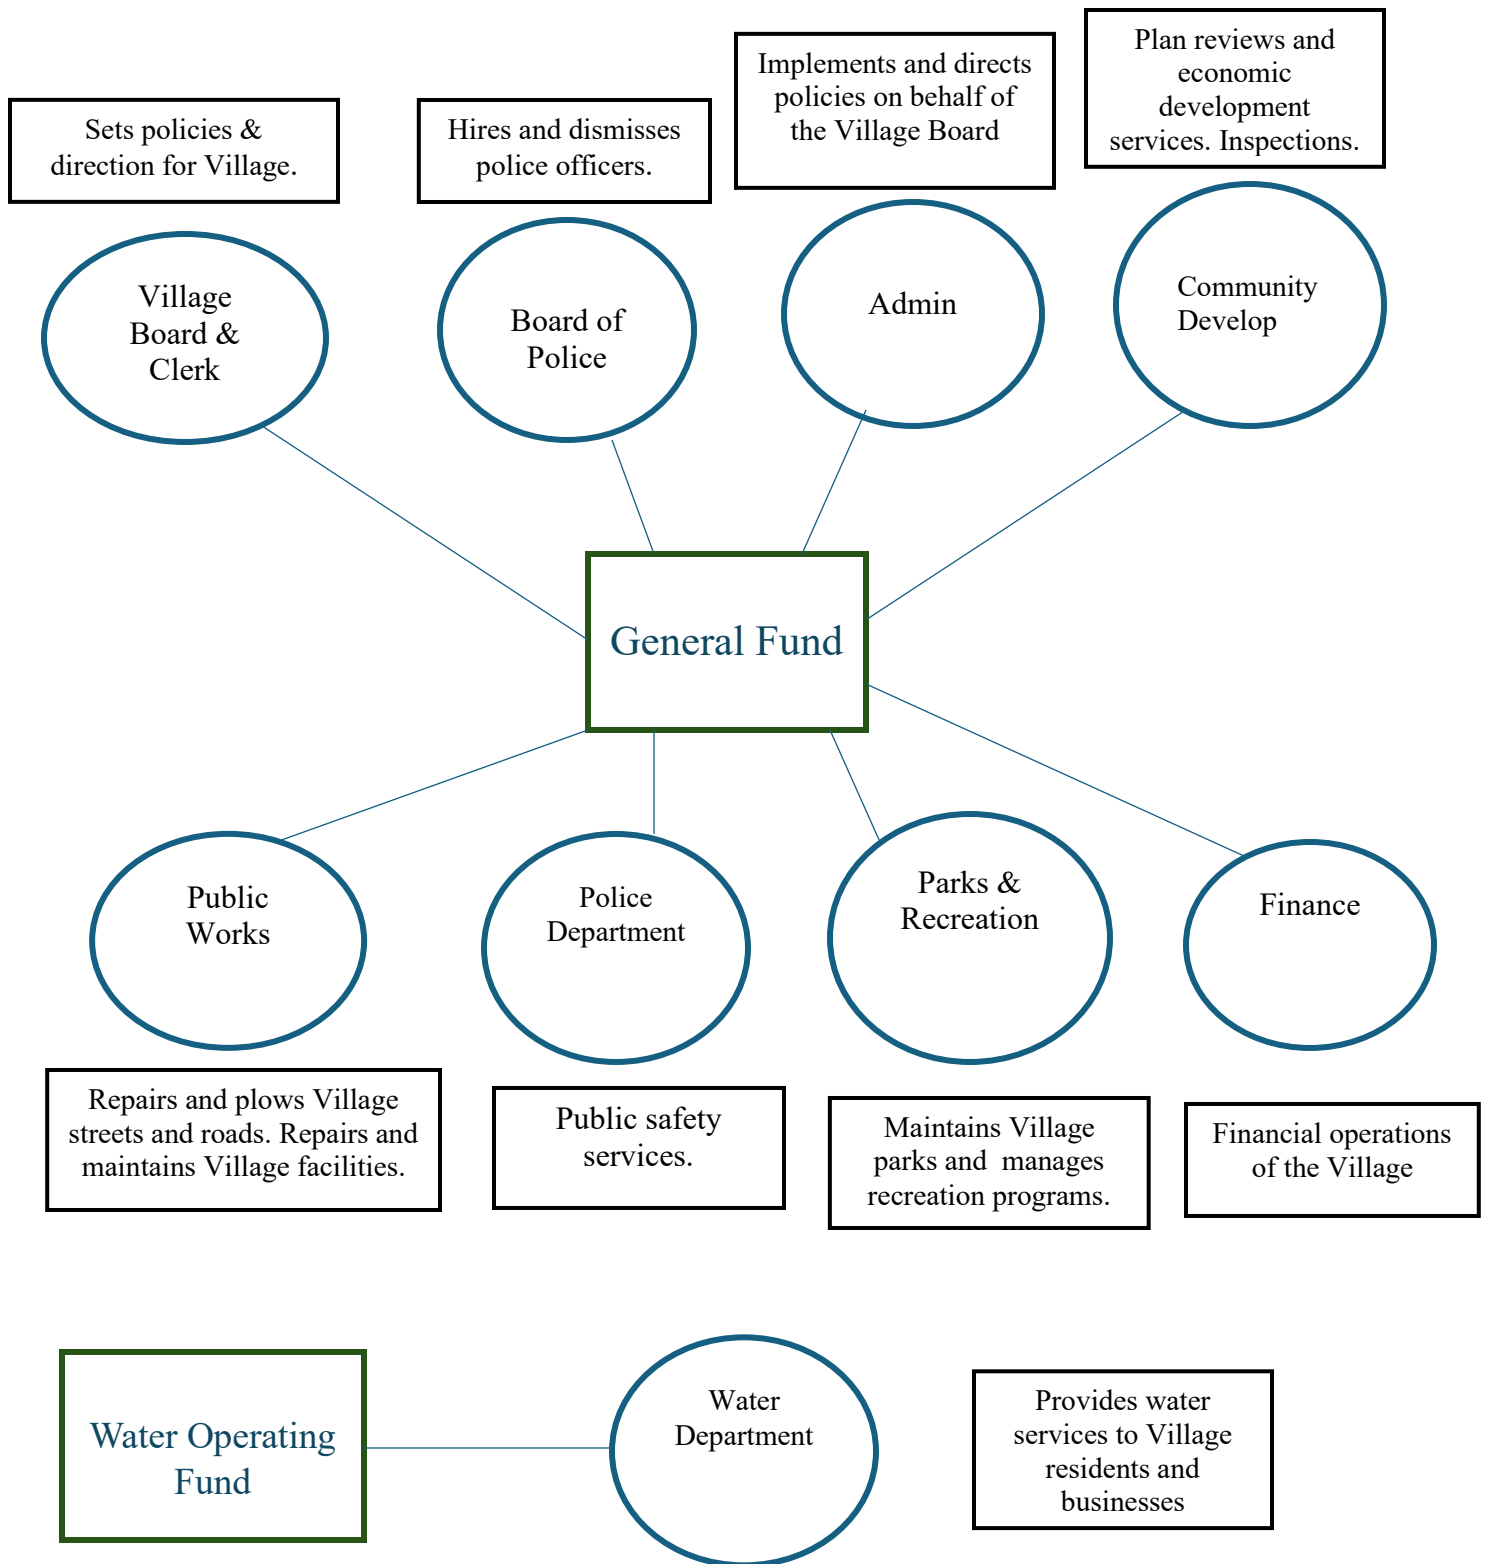 Sets policies &
direction for Village.
Hires and dismisses
police officers.
Implements and directs
policies on behalf of
the Village Board
Plan reviews and
economic
development
services. Inspections.
Village
Board &
Clerk
Board of
Police
Admin
Community
Develop
General Fund
Public
Works
Police
Department
Parks &
Recreation
Finance
Repairs and plows Village
streets and roads. Repairs and
maintains Village facilities.
Public safety
services.
Maintains Village
parks and  manages
recreation programs.
Financial operations
of the Village
Water Operating
Fund
Water
Department
Provides water
services to Village
residents and
businesses